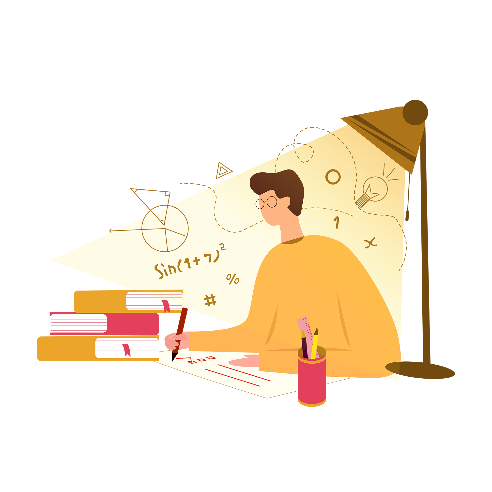 1
x
Sin(1+7)²
%
#